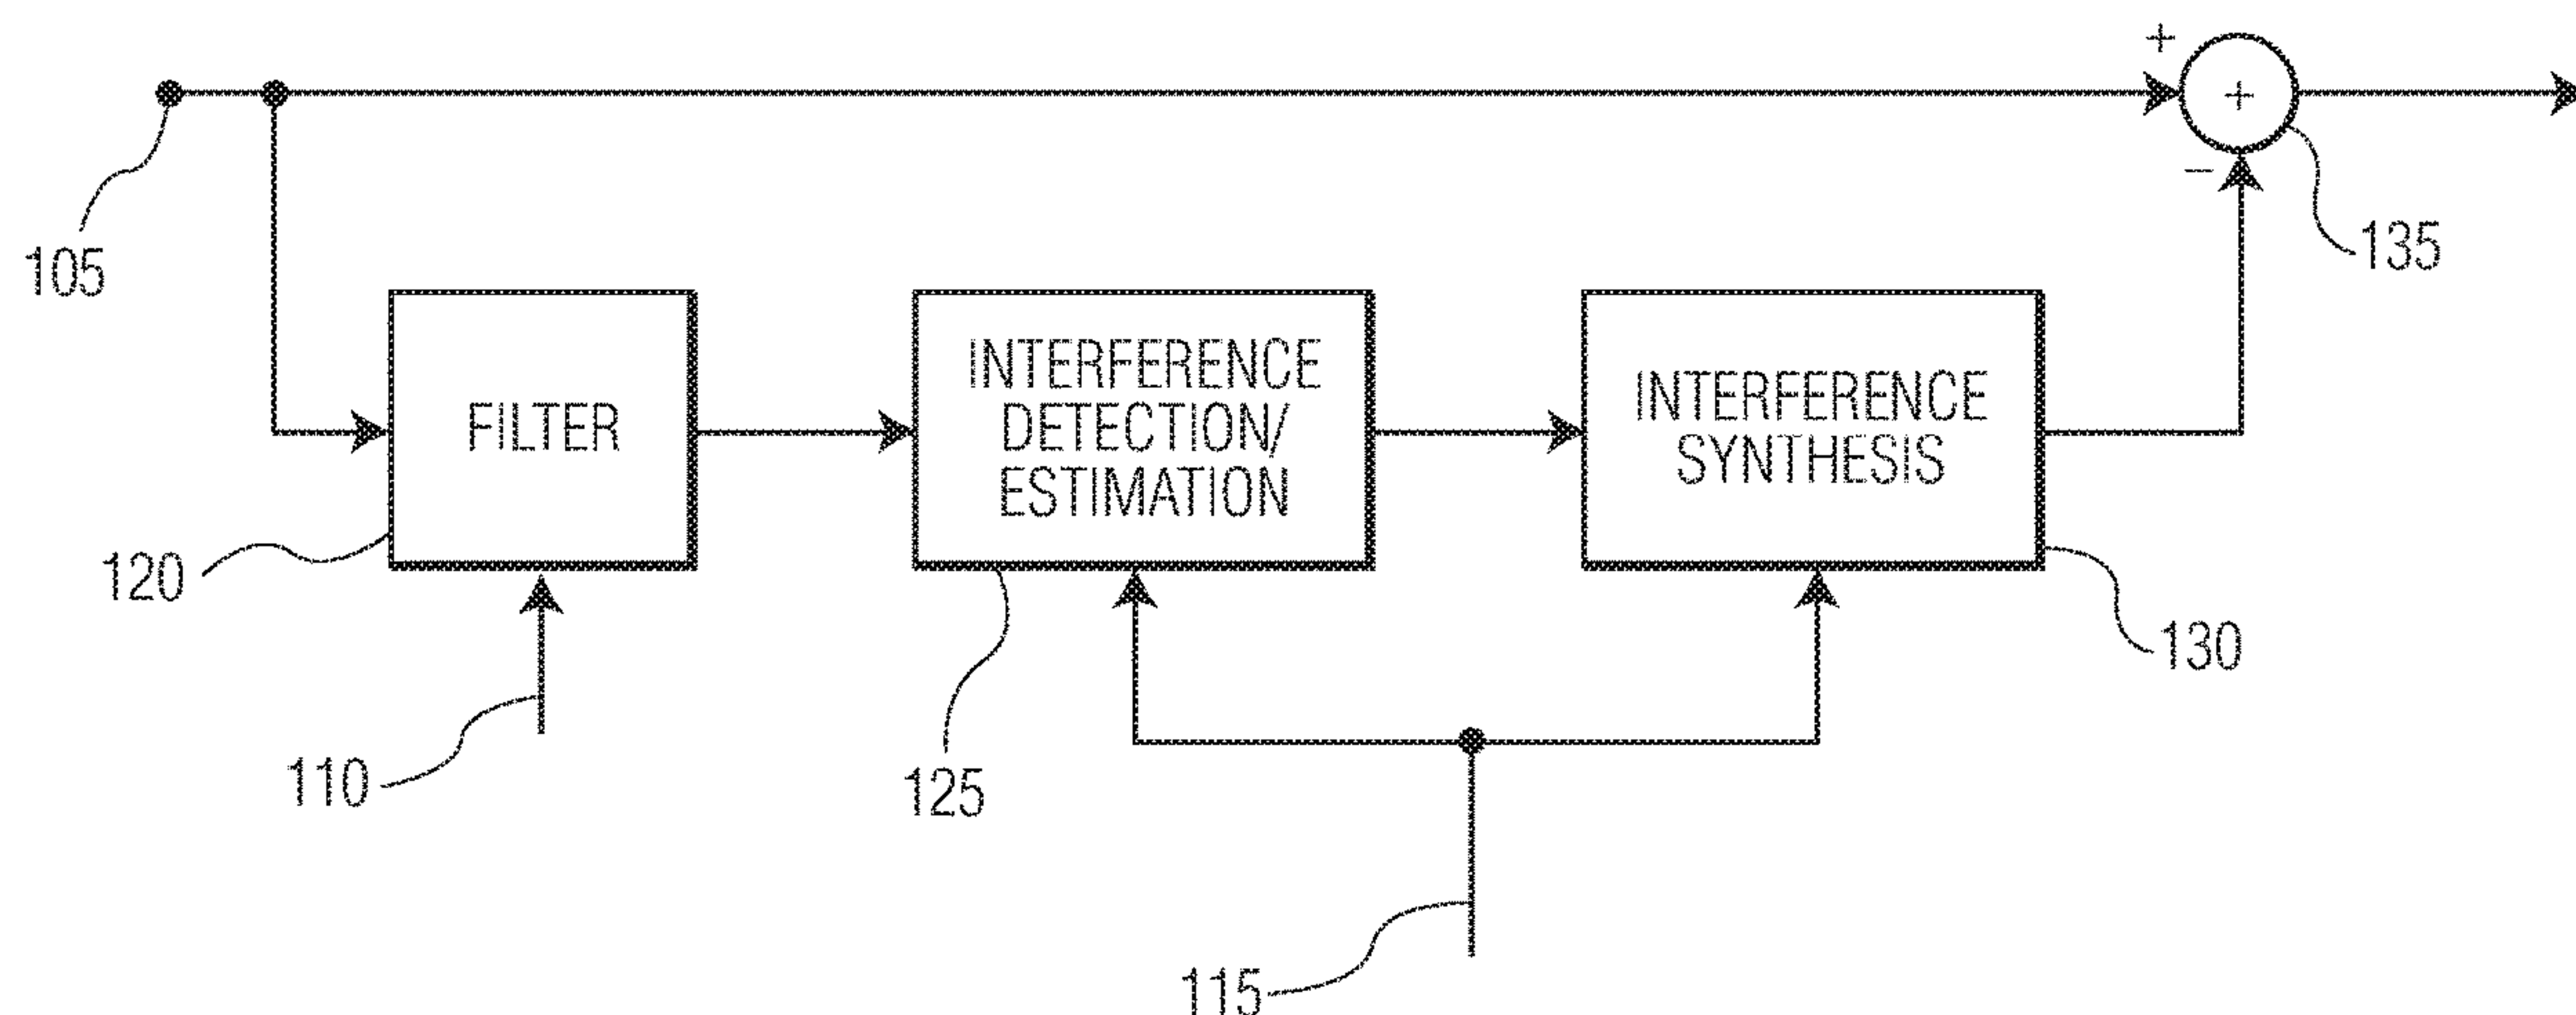 +
+
−
105
135
FILTER
INTERFERENCE
DETECTION/
ESTIMATION
INTERFERENCE
SYNTHESIS
120
130
110
125
115